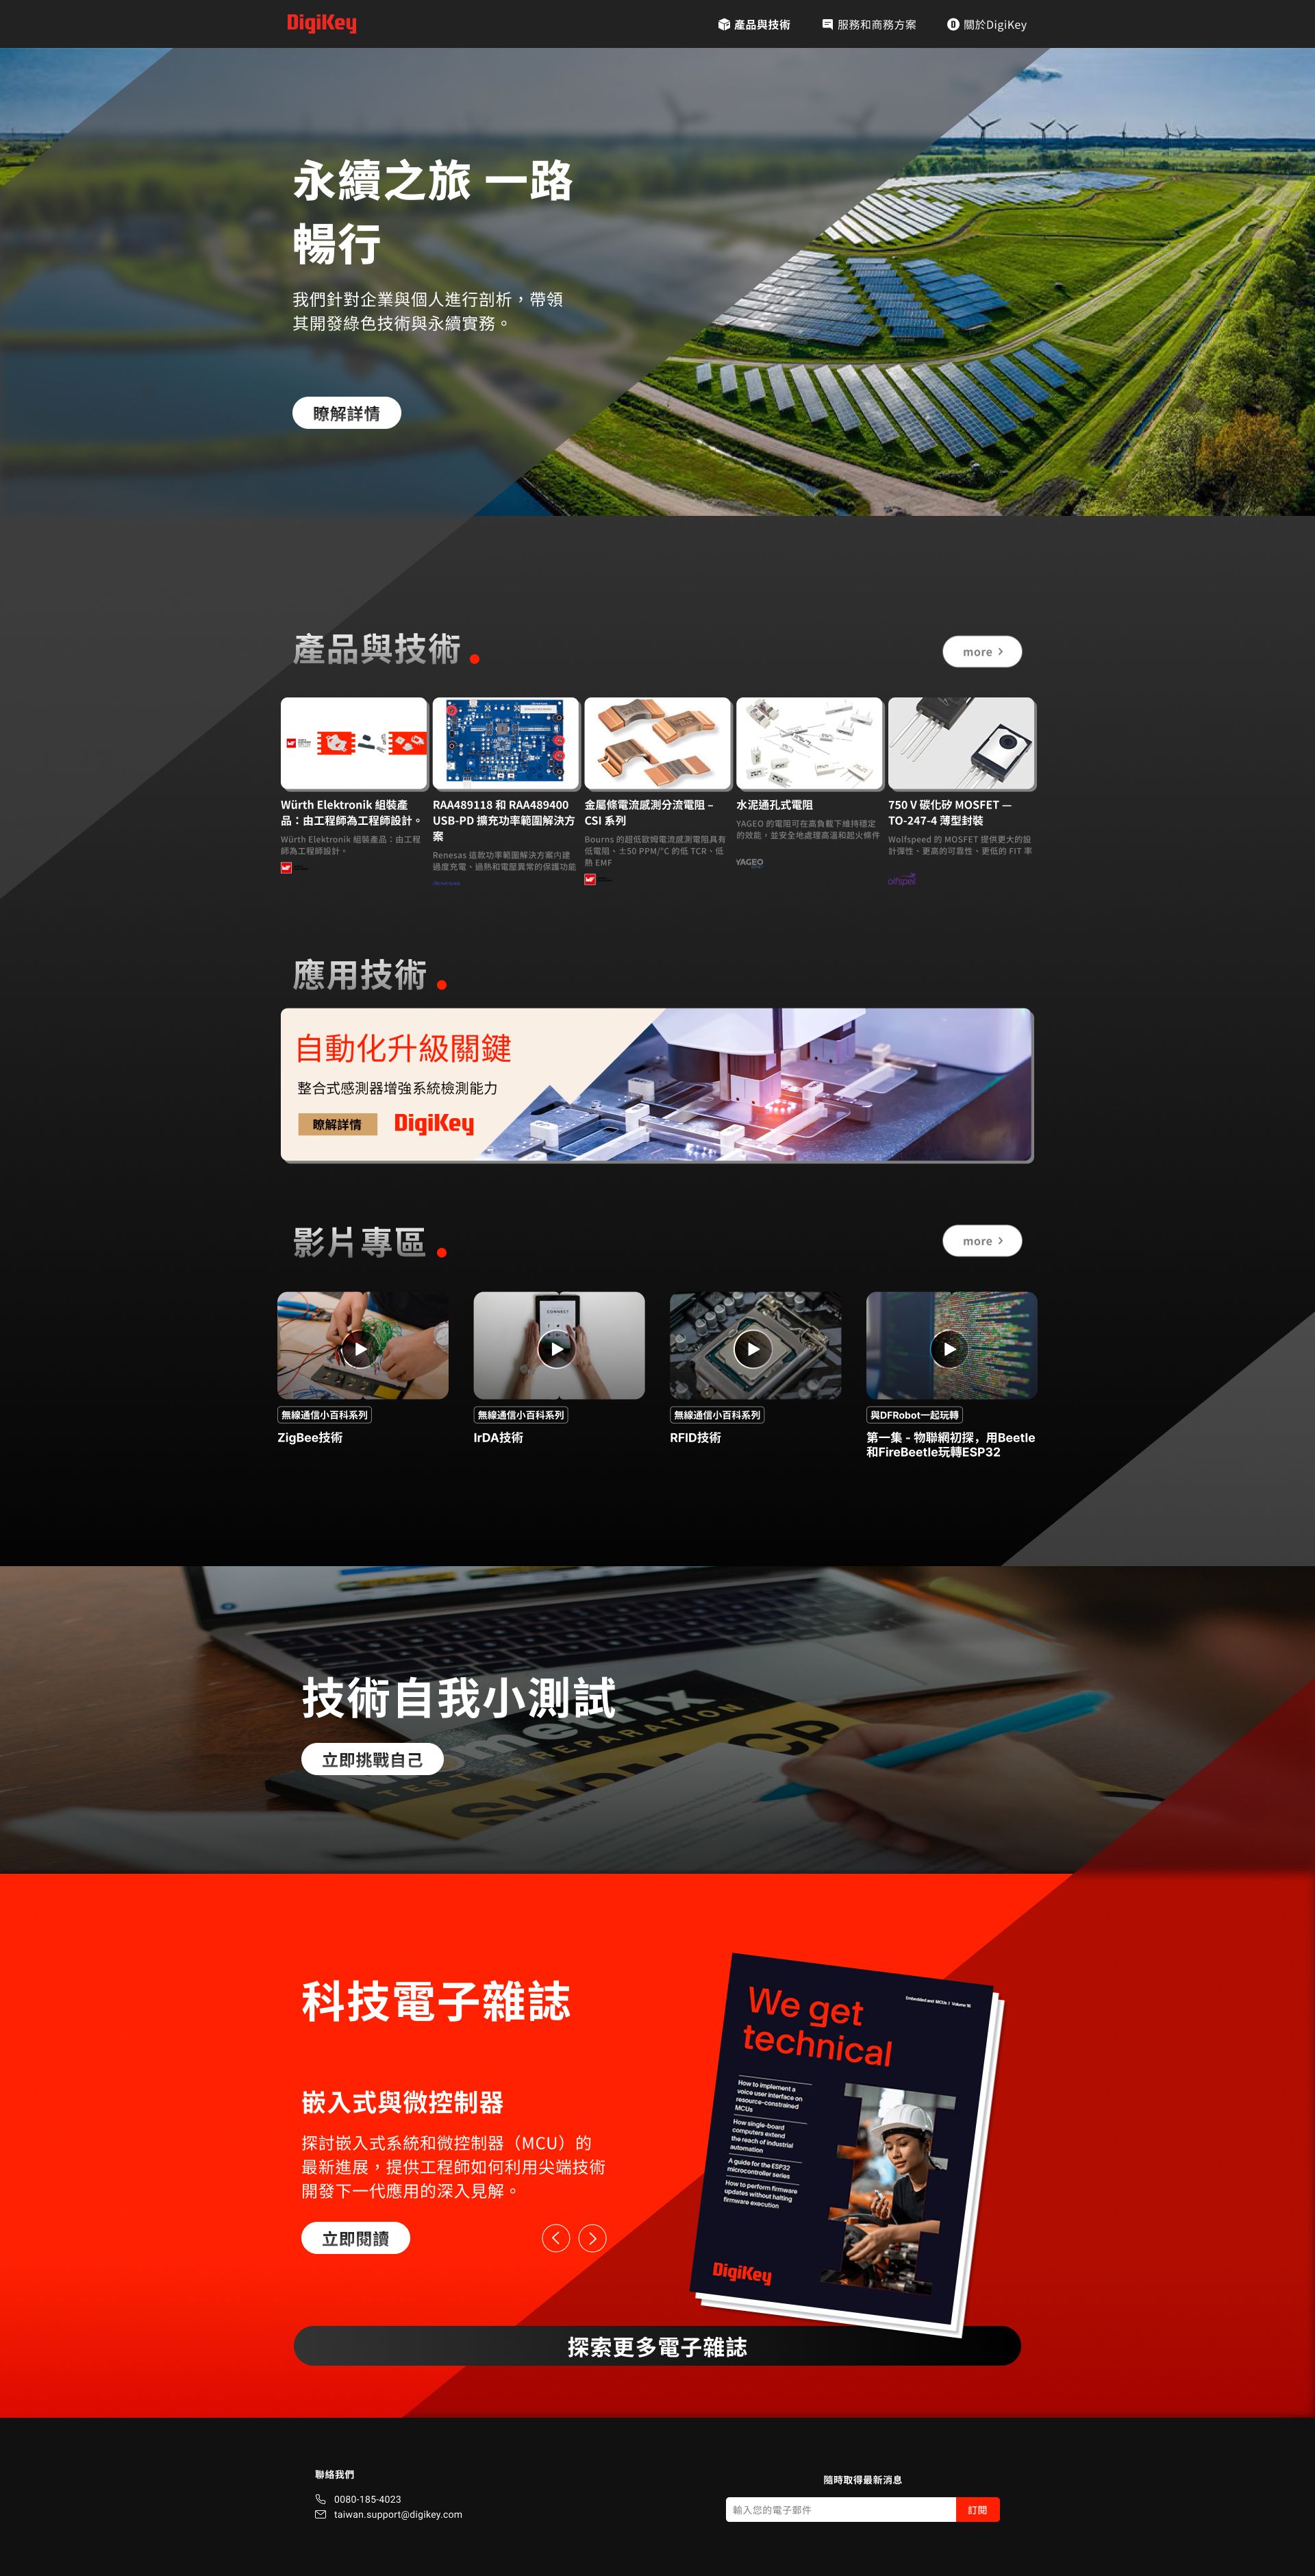 DigiKey
產品與技術
服務和商務方案
關於DigiKey
永續之旅 一路
暢行
我們針對企業與個人進行剖析，帶領
其開發綠色技術與永續實務。
瞭解詳情
產品與技術
more
Würth Elektronik 組裝產
品：由工程師為工程師設計。
Würth Elektronik 組裝產品：由工程
師為工程師設計。
RAA489118 和 RAA489400
USB-PD 擴充功率範圍解決方
案
Renesas 這款功率範圍解決方案内建
過度充電、過熱和電壓異常的保護功能
金屬條電流感測分流電阻 –
CSI 系列
Bourns 的超低歐姆電流感測電阻具有
低電阻、±50 PPM/°C 的低 TCR、低
熱 EMF
水泥通孔式電阻
YAGEO 的電阻可在高負載下維持穩定
的效能，並安全地處理高溫和起火條件
YAGEO
750 V 碳化矽 MOSFET —
TO-247-4 薄型封裝
Wolfspeed 的 MOSFET 提供更大的設
計彈性、更高的可靠性、更低的 FIT 率
olfspee
應用技術
自動化升級關鍵
整合式感測器增強系統檢測能力
瞭解詳情
DigiKey
影片專區
more
CONNECT
無線通信小百科系列
ZigBee技術
無線通信小百科系列
IrDA技術
無線通信小百科系列
RFID技術
與DFRobot一起玩轉
第一集 - 物聯網初探，用Beetle
和FireBeetle玩轉ESP32
技術自我小測試
立即挑戰自己
TEST PREPARATION
科技電子雜誌
嵌入式與微控制器
探討嵌入式系統和微控制器（MCU）的
最新進展，提供工程師如何利用尖端技術
開發下一代應用的深入見解。
立即閱讀
Embedded and MCUs I Volume 16
We get
technical
How to implement a
voice user interface on
resource-constrained
MCUs
How single-board
computers extend
the reach of industrial
automation
A guide for the ESP32
microcontroller series
How to perform firmware
updates without halting
firmware execution
DigiKey
探索更多電子雜誌
聯絡我們
0080-185-4023
taiwan.support@digikey.com
隨時取得最新消息
輸入您的電子郵件
訂閱